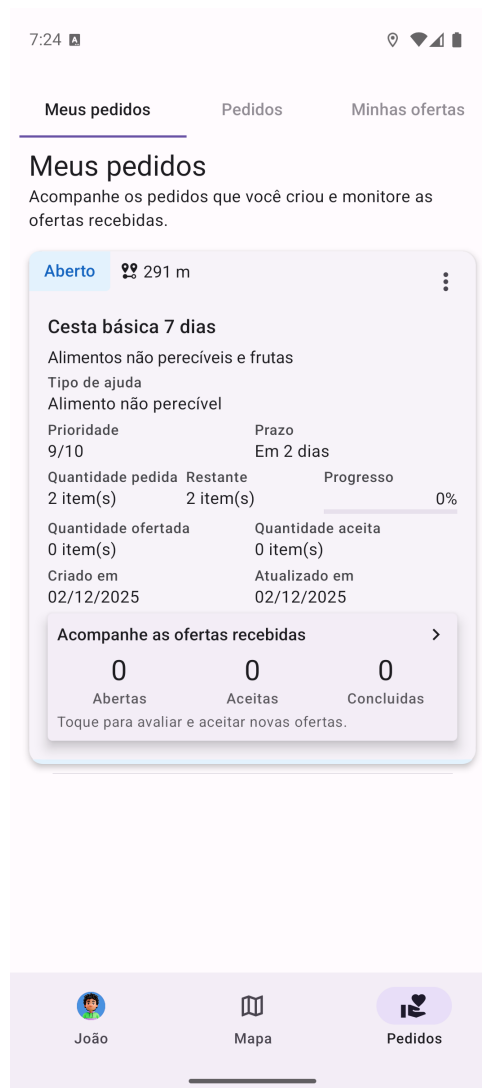 7:24 A
Meus pedidos Pedidos Minhas ofertas
Meus pedidos
Acompanhe os pedidos que você criou e monitore as
ofertas recebidas.
Aberto 291 m
Cesta básica 7 dias
Alimentos não perecíveis e frutas
Tipo de ajuda
Alimento não perecível
Prioridade Prazo
9/10 Em 2 dias
Quantidade pedida Restante Progresso
2 item(s) 2 item(s) 0%
Quantidade ofertada Quantidade aceita
0 item(s) 0 item(s)
Criado em Atualizado em
02/12/2025 02/12/2025
Acompanhe as ofertas recebidas
0 0 0
Abertas Aceitas Concluidas
Toque para avaliar e aceitar novas ofertas.
João Mapa Pedidos